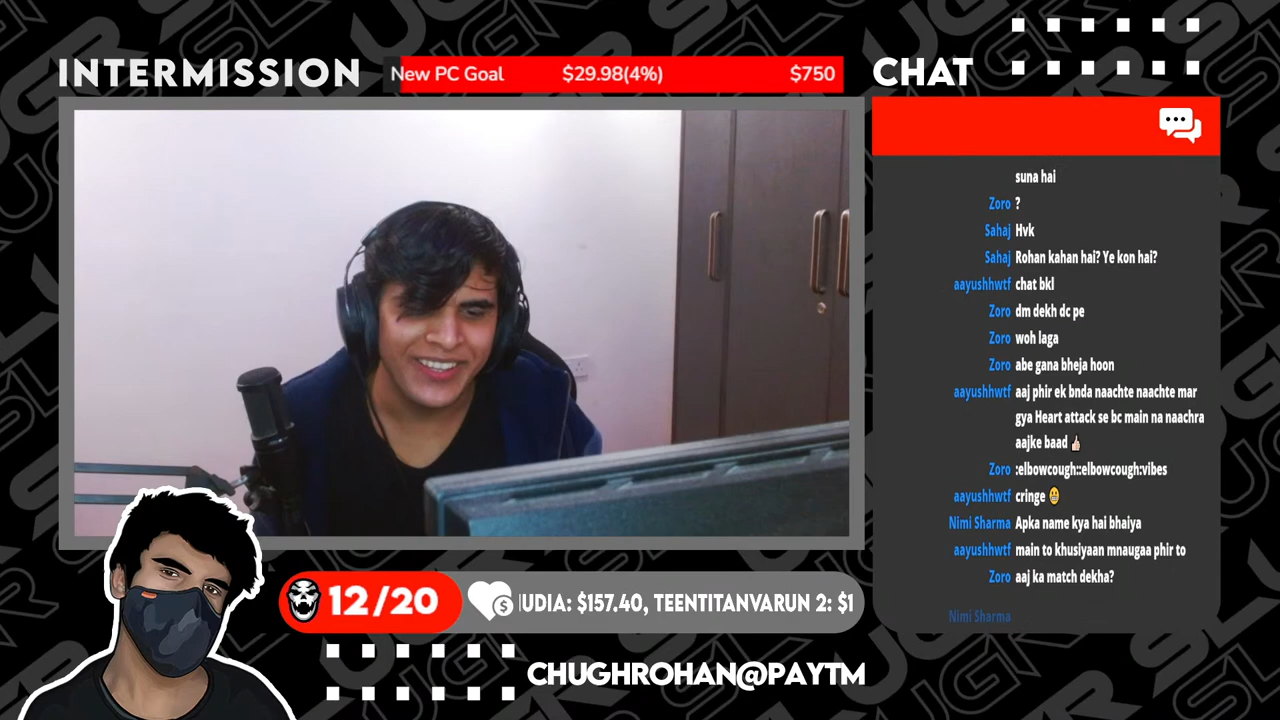 INTERMISSION
New PC Goal $29.98(4%) $750
CHAT
suna hai
Zoro ?
Sahaj Hvk
Sahaj Rohan kahan hai? Ye kon hai?
aayushhwtf chat bkl
Zoro dm dekh dc pe
Zoro woh laga
Zoro abe gana bheja hoon
aayushhwtf aaj phir ek bnda naachte naachte mar
gya Heart attack se bc main na naachra
aajke baad 👍🏻
Zoro :elbowcough::elbowcough:vibes
aayushhwtf cringe 😬
Nimi Sharma Apka name kya hai bhaiya
aayushhwtf main to khusiyaan mnaugaa phir to
Zoro aaj ka match dekha?
Nimi Sharma
12/20
UDIA: $157.40, TEENTITANVARUN 2: $1
CHUGHROHAN@PAYTM